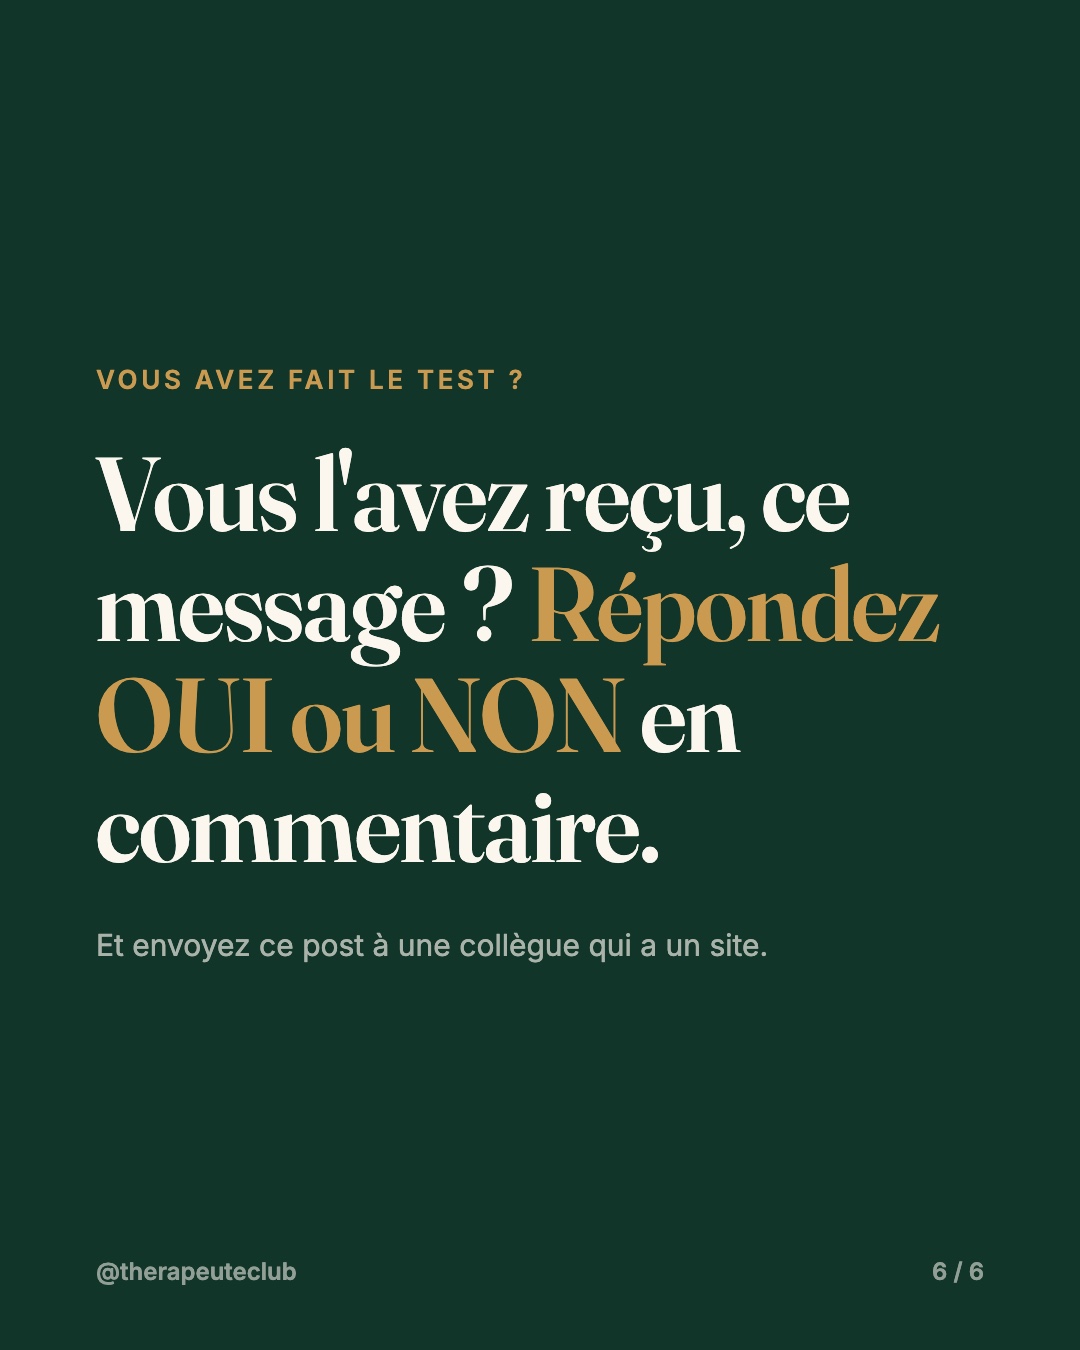 VOUS AVEZ FAIT LE TEST ?
Vous l'avez reçu, ce
message ? Répondez
OUI ou NON en
commentaire.
Et envoyez ce post à une collègue qui a un site.
@therapeuteclub
6 / 6